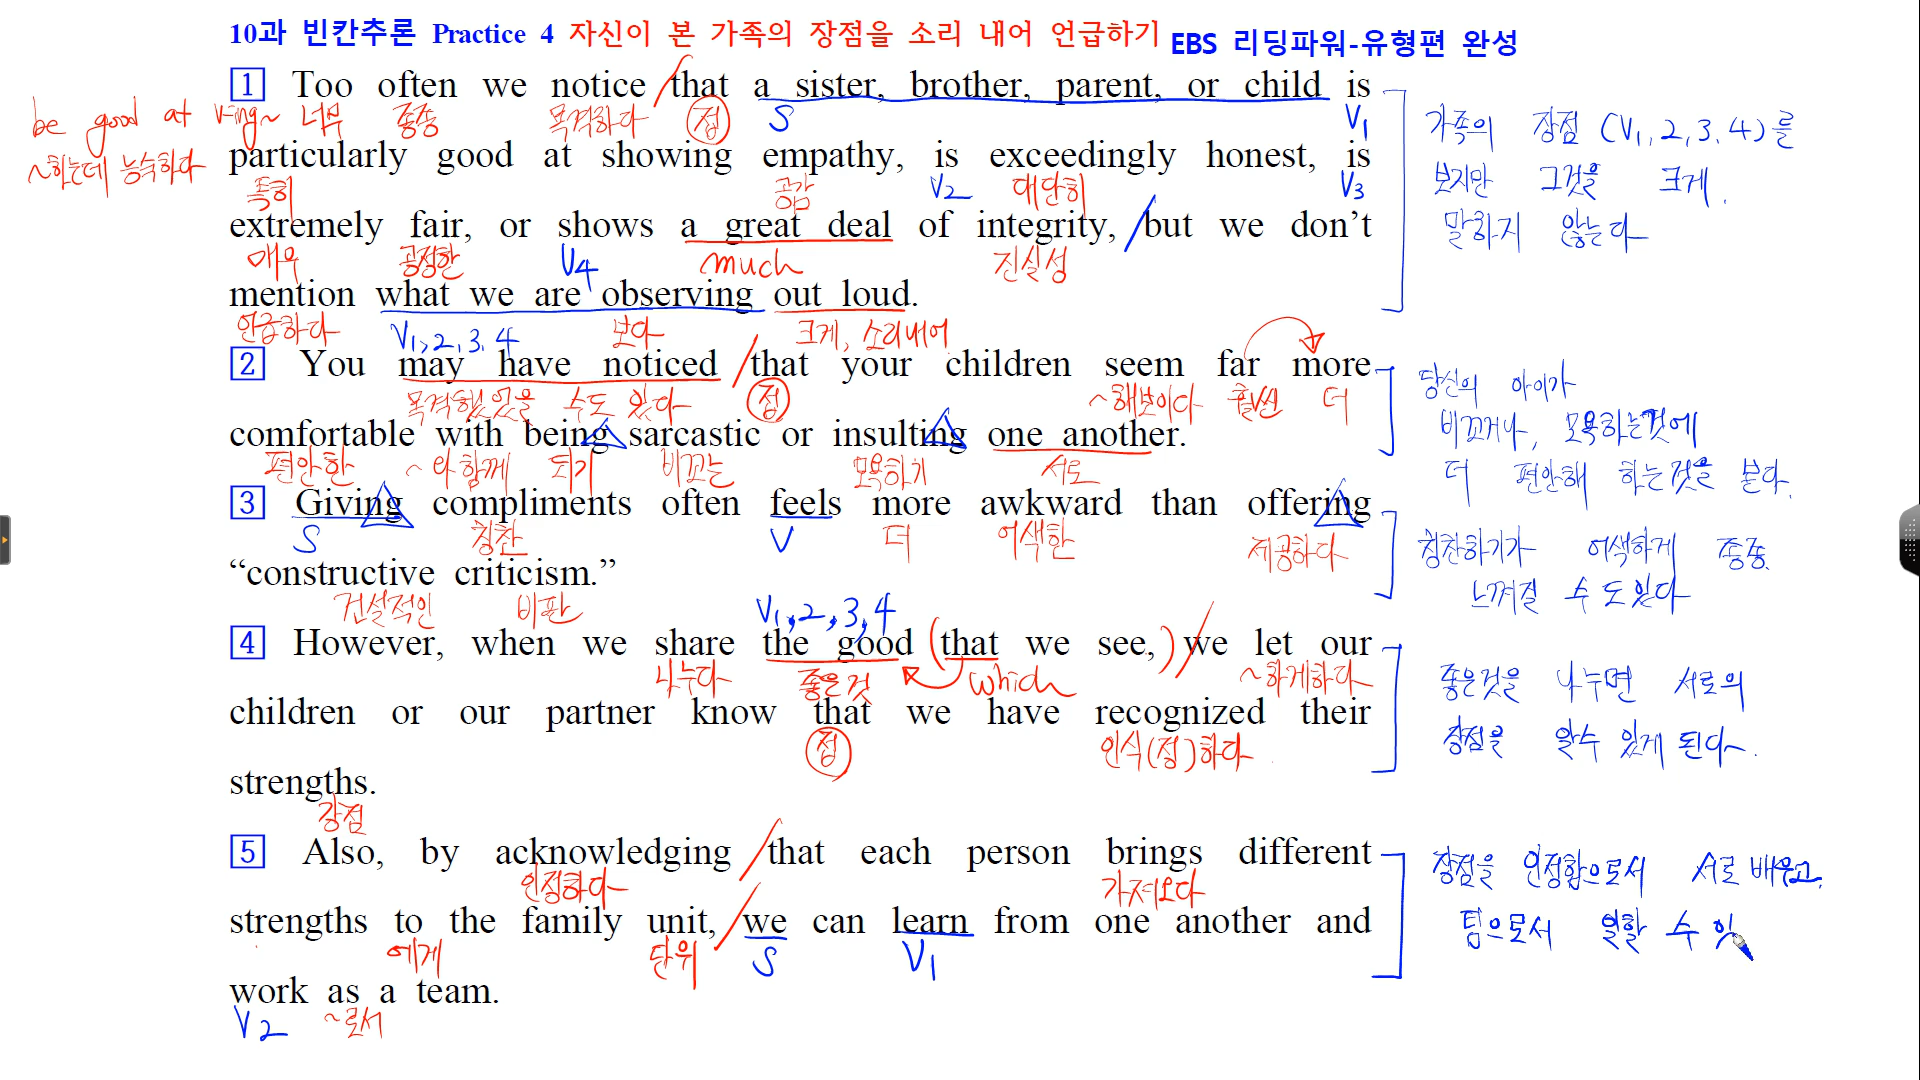 10과 빈칸추론 Practice 4 자신이 본 가족의 장점을 소리 내어 언급하기 EBS 리딩파워-유형편 완성
1 Too often we notice that a sister, brother, parent, or child is
be good at v-ing~ 너무 종종 목격하다 접 S V1
가족의 장점 (V1, 2, 3, 4)를
~하는데 능숙하다
particularly good at showing empathy, is exceedingly honest, is
특히 공감 V2 대단히 V3
보지만 그것을 크게
extremely fair, or shows a great deal of integrity, but we don't
말하지 않는다
매우 공정한 V4 much 진실성
mention what we are observing out loud.
언급하다 V1, 2, 3. 4 보다 크게, 소리내어
2 You may have noticed that your children seem far more
목격했었을 수도 있다 접 ~해보이다 훨씬 더
당신의 아이가
comfortable with being sarcastic or insulting one another.
비꼬거나, 모욕하는것에
편안한 ~와 함께 되기 비꼬는 모욕하기 서로
더 편안해 하는것을 본다.
3 Giving compliments often feels more awkward than offering
S 칭찬 V 더 어색한 제공하다
칭찬하기가 어색하게 종종
"constructive criticism."
건설적인 비판
느껴질 수도있다
V1, 2, 3, 4
4 However, when we share the good (that we see,) we let our
나누다 좋은것 which ~하게하다
좋은것을 나누면 서로의
children or our partner know that we have recognized their
접 인식(정)하다
장점을 알수 있게 된다.
strengths.
장점
5 Also, by acknowledging that each person brings different
인정하다 가져오다
장점을 인정함으로서 서로 배우고,
strengths to the family unit, we can learn from one another and
에게 단위 S V1
팀으로서 일할 수 있
work as a team.
V2 ~로서